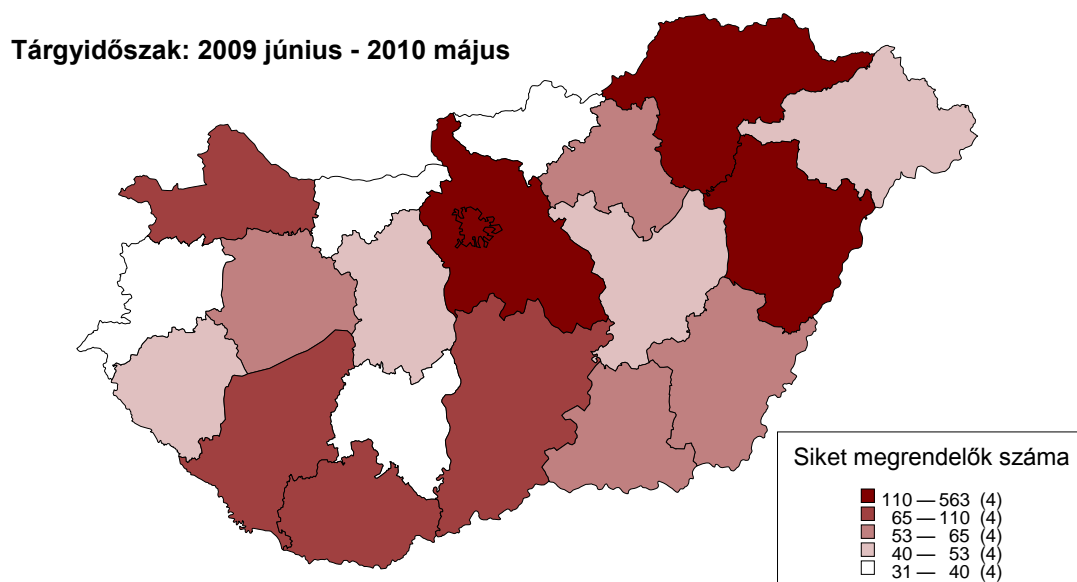 Tárgyidőszak: 2009 június - 2010 május
Siket megrendelők száma
110 — 563 (4)
65 — 110 (4)
53 — 65 (4)
40 — 53 (4)
31 — 40 (4)